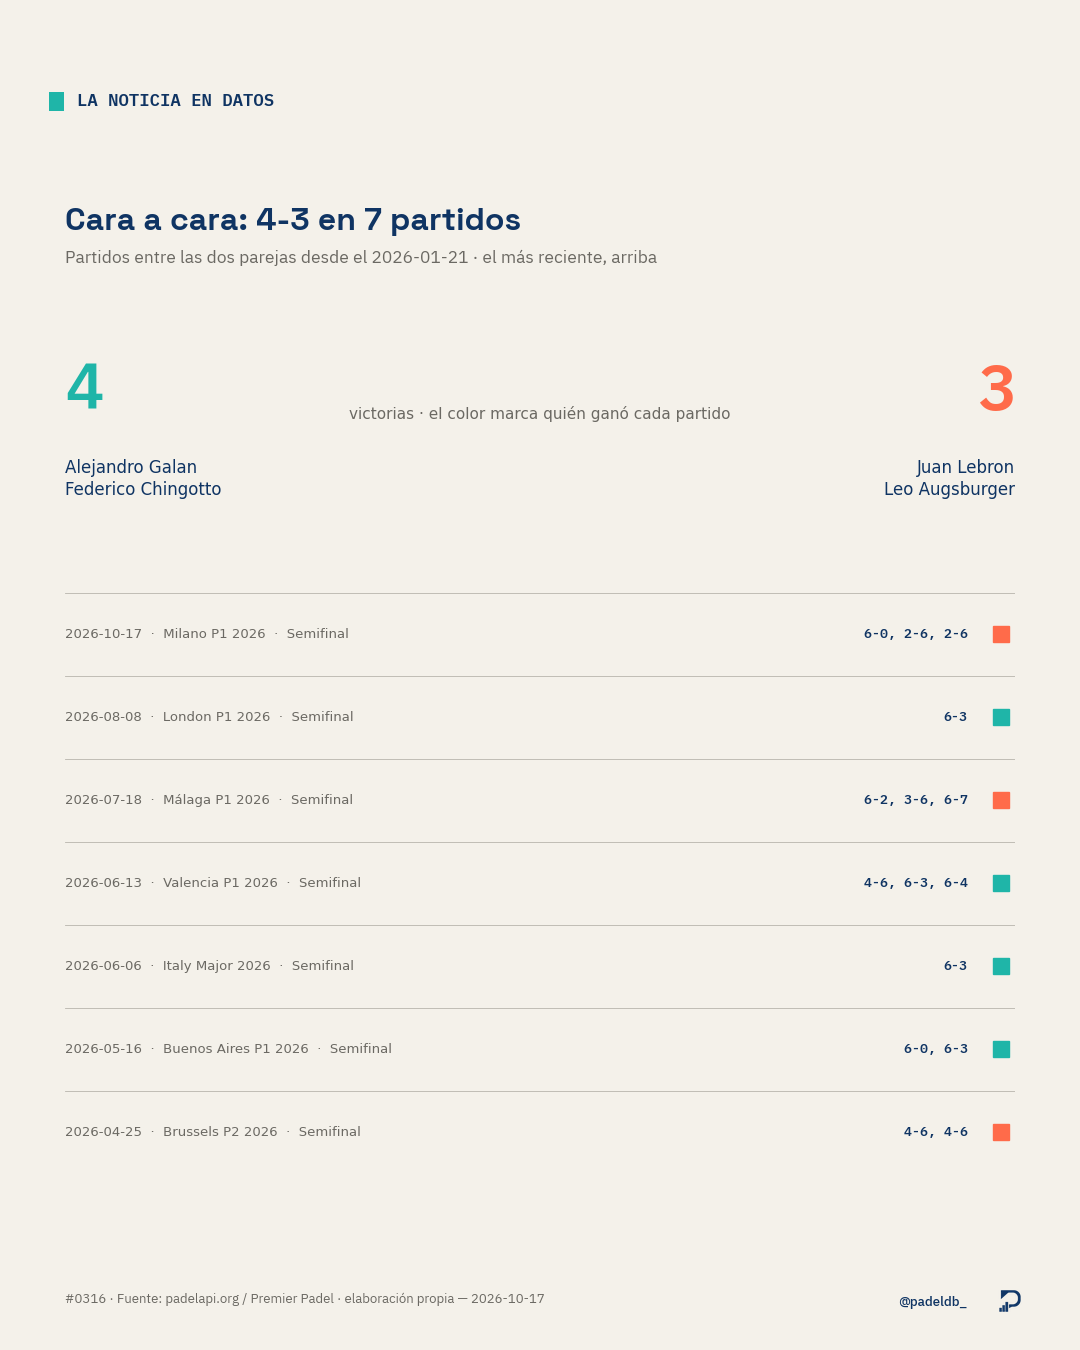 LA NOTICIA EN DATOS
Cara a cara: 4-3 en 7 partidos
Partidos entre las dos parejas desde el 2026-01-21 · el más reciente, arriba
4
victorias · el color marca quién ganó cada partido
3
Alejandro Galan
Federico Chingotto
Juan Lebron
Leo Augsburger
2026-10-17 · Milano P1 2026 · Semifinal 6-0, 2-6, 2-6
2026-08-08 · London P1 2026 · Semifinal 6-3
2026-07-18 · Málaga P1 2026 · Semifinal 6-2, 3-6, 6-7
2026-06-13 · Valencia P1 2026 · Semifinal 4-6, 6-3, 6-4
2026-06-06 · Italy Major 2026 · Semifinal 6-3
2026-05-16 · Buenos Aires P1 2026 · Semifinal 6-0, 6-3
2026-04-25 · Brussels P2 2026 · Semifinal 4-6, 4-6
#0316 · Fuente: padelapi.org / Premier Padel · elaboración propia — 2026-10-17
@padeldb_